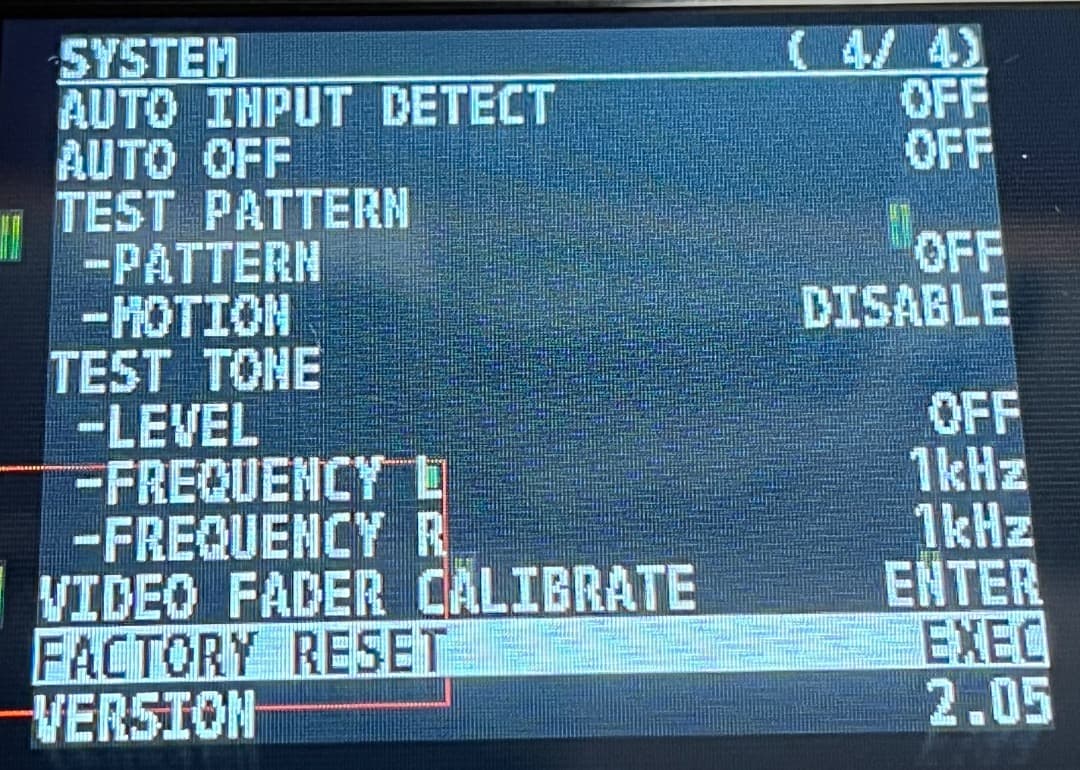 SYSTEM ( 4/ 4)
AUTO INPUT DETECT OFF
AUTO OFF OFF
TEST PATTERN
-PATTERN OFF
-MOTION DISABLE
TEST TONE
-LEVEL OFF
-FREQUENCY L 1kHz
-FREQUENCY R 1kHz
VIDEO FADER CALIBRATE ENTER
FACTORY RESET EXEC
VERSION 2.05